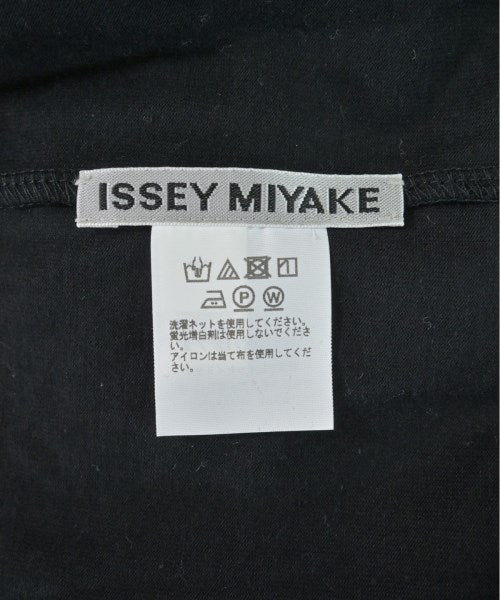 ISSEY MIYAKE
P W
洗濯ネットを使用してください。
蛍光増白剤は使用しないでくだ
さい。
アイロンは当て布を使用してくだ
さい。